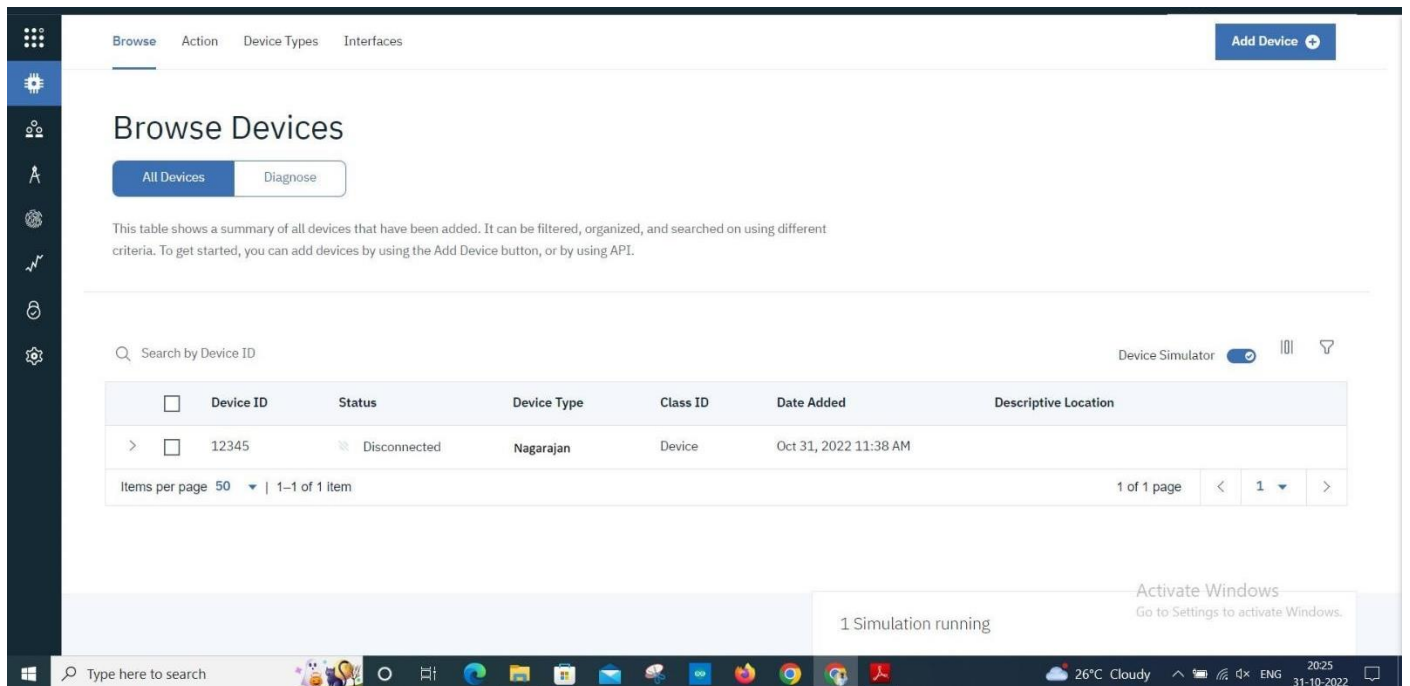 Browse Action Device Types Interfaces Add Device
Browse Devices
All Devices Diagnose
This table shows a summary of all devices that have been added. It can be filtered, organized, and searched on using different
criteria. To get started, you can add devices by using the Add Device button, or by using API.
Search by Device ID Device Simulator
Device ID Status Device Type Class ID Date Added Descriptive Location
12345 Disconnected Nagarajan Device Oct 31, 2022 11:38 AM
Items per page 50 | 1–1 of 1 item 1 of 1 page 1
Activate Windows
Go to Settings to activate Windows.
1 Simulation running
Type here to search 26°C Cloudy ENG 20:25
31-10-2022